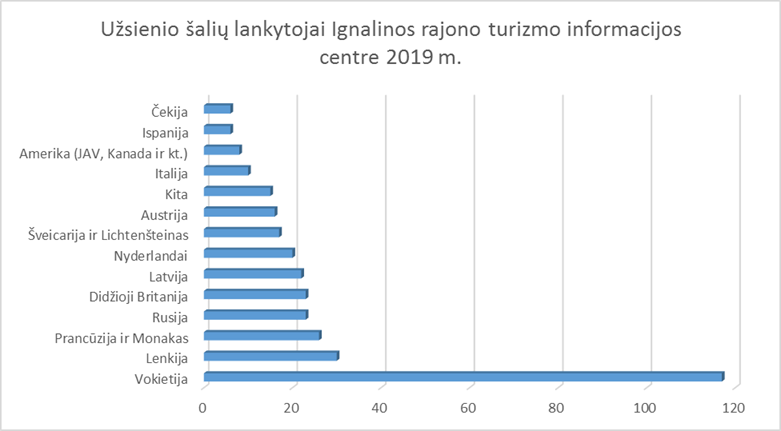 Užsienio šalių lankytojai Ignalinos rajono turizmo informacijos
centre 2019 m.
Čekija
Ispanija
Amerika (JAV, Kanada ir kt.)
Italija
Kita
Austrija
Šveicarija ir Lichtenšteinas
Nyderlandai
Latvija
Didžioji Britanija
Rusija
Prancūzija ir Monakas
Lenkija
Vokietija
0 20 40 60 80 100 120